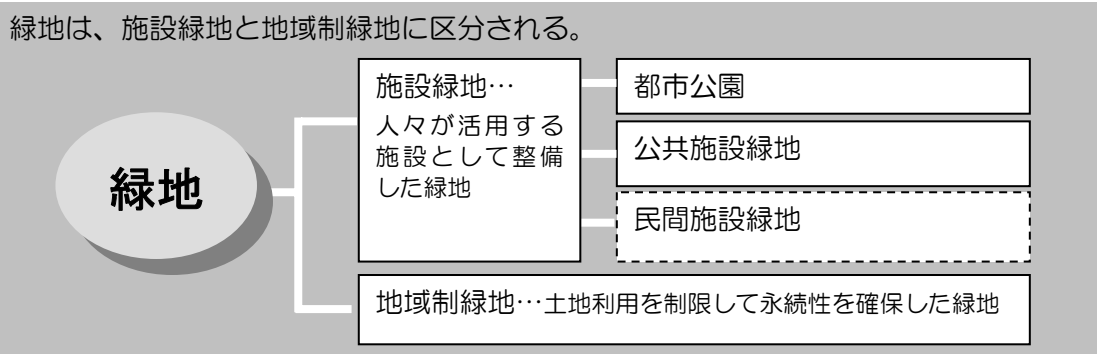 緑地は、施設緑地と地域制緑地に区分される。
緑地
施設緑地…
人々が活用する
施設として整備
した緑地
都市公園
公共施設緑地
民間施設緑地
地域制緑地…土地利用を制限して永続性を確保した緑地